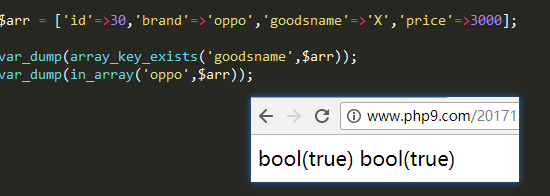 $arr = ['id'=>30,'brand'=>'oppo','goodsname'=>'X','price'=>3000];
var_dump(array_key_exists('goodsname',$arr));
var_dump(in_array('oppo',$arr));
www.php9.com/20171
bool(true) bool(true)